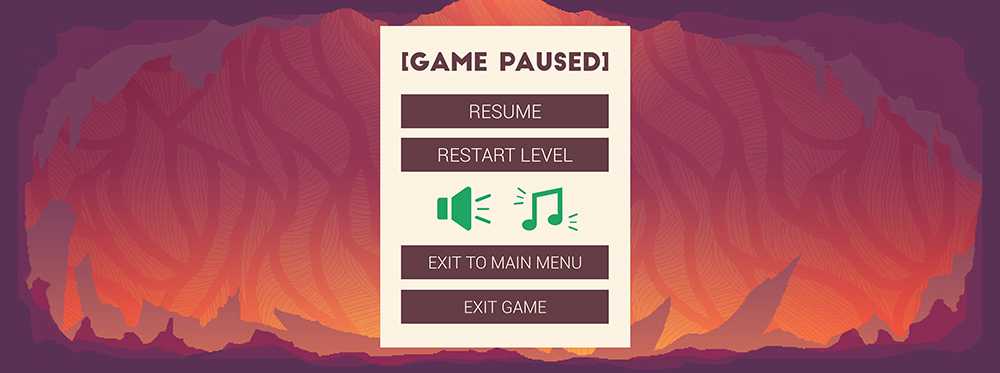 [GAME PAUSED]
RESUME
RESTART LEVEL
EXIT TO MAIN MENU
EXIT GAME